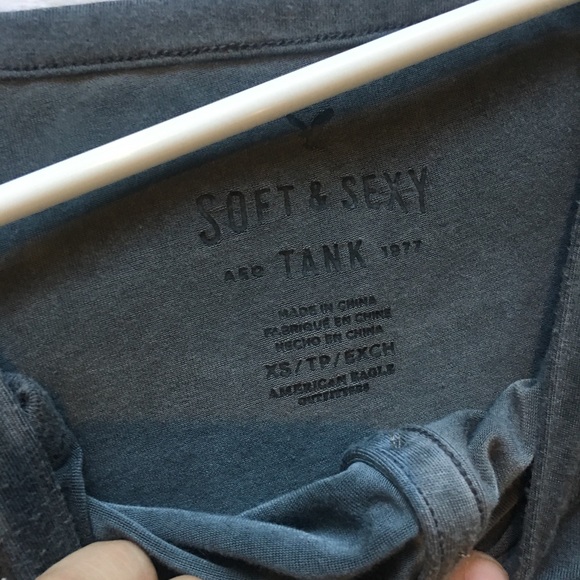 SOFT & SEXY
AEO TANK 1977
MADE IN CHINA
FABRIQUÉ EN CHINE
HECHO EN CHINA
XS/TP/EXCH
AMERICAN EAGLE
OUTFITTERS